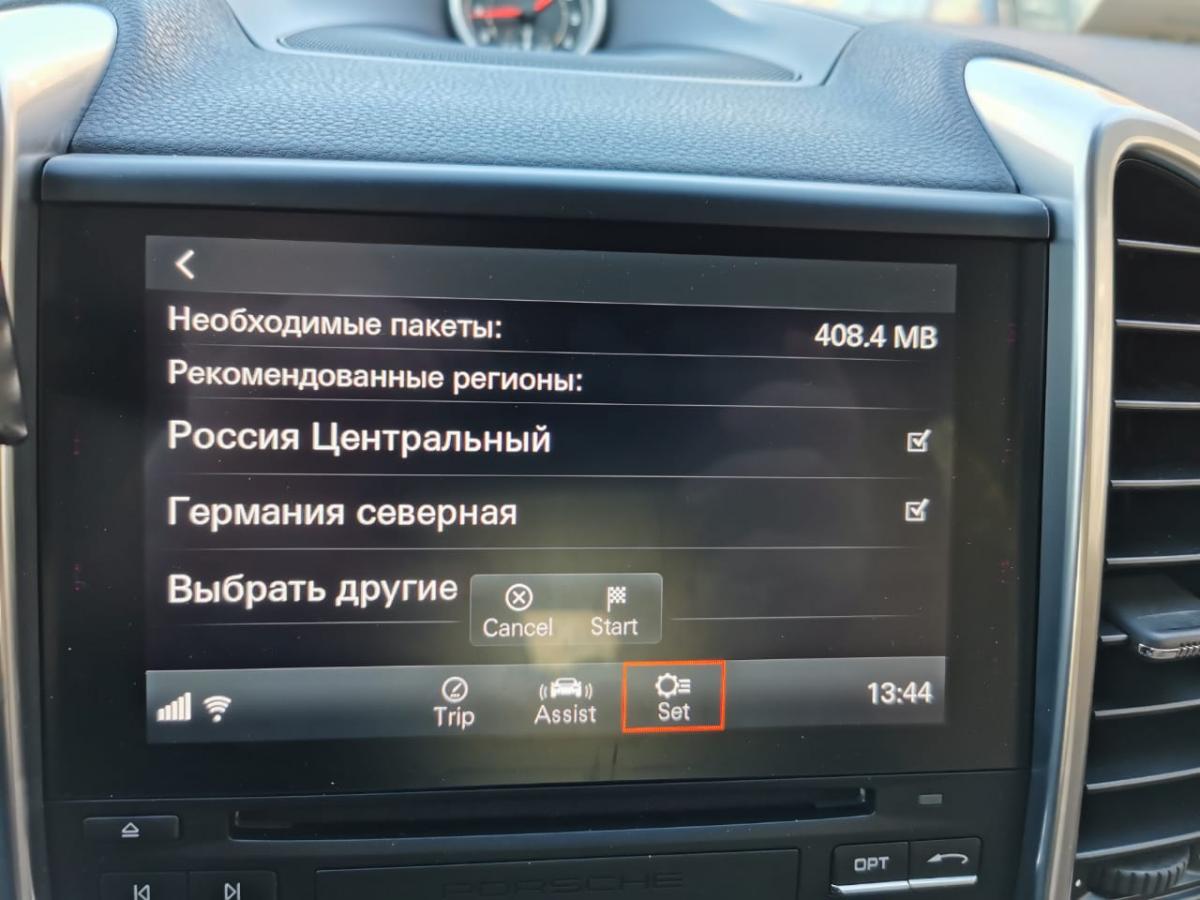 Необходимые пакеты: 408.4 MB
Рекомендованные регионы:
Россия Центральный
Германия северная
Выбрать другие
Cancel Start
Trip Assist Set 13:44
OPT
PORSCHE